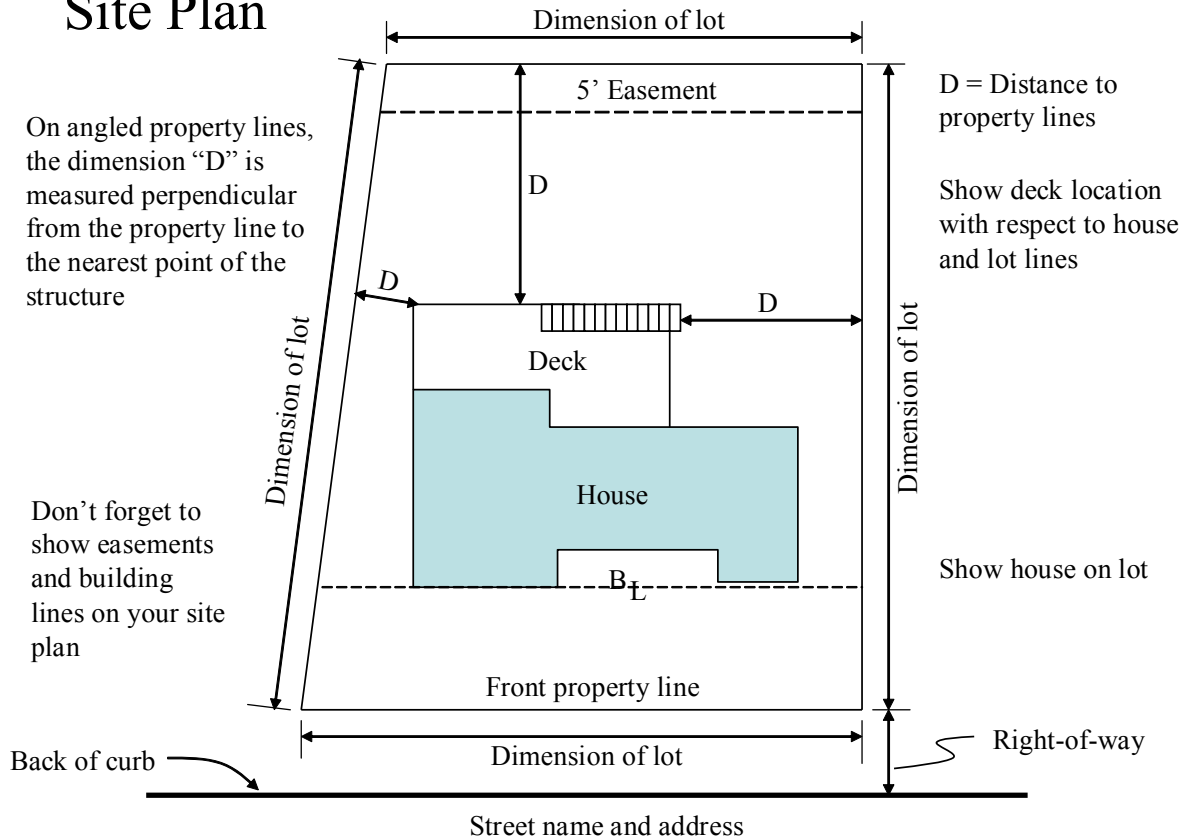 Site Plan
Dimension of lot
5’ Easement
D = Distance to
property lines
On angled property lines,
the dimension “D” is
measured perpendicular
from the property line to
the nearest point of the
structure
D
Show deck location
with respect to house
and lot lines
D
D
Deck
Dimension of lot
Dimension of lot
House
Don’t forget to
show easements
and building
lines on your site
plan
BL
Show house on lot
Front property line
Dimension of lot
Right-of-way
Back of curb
Street name and address